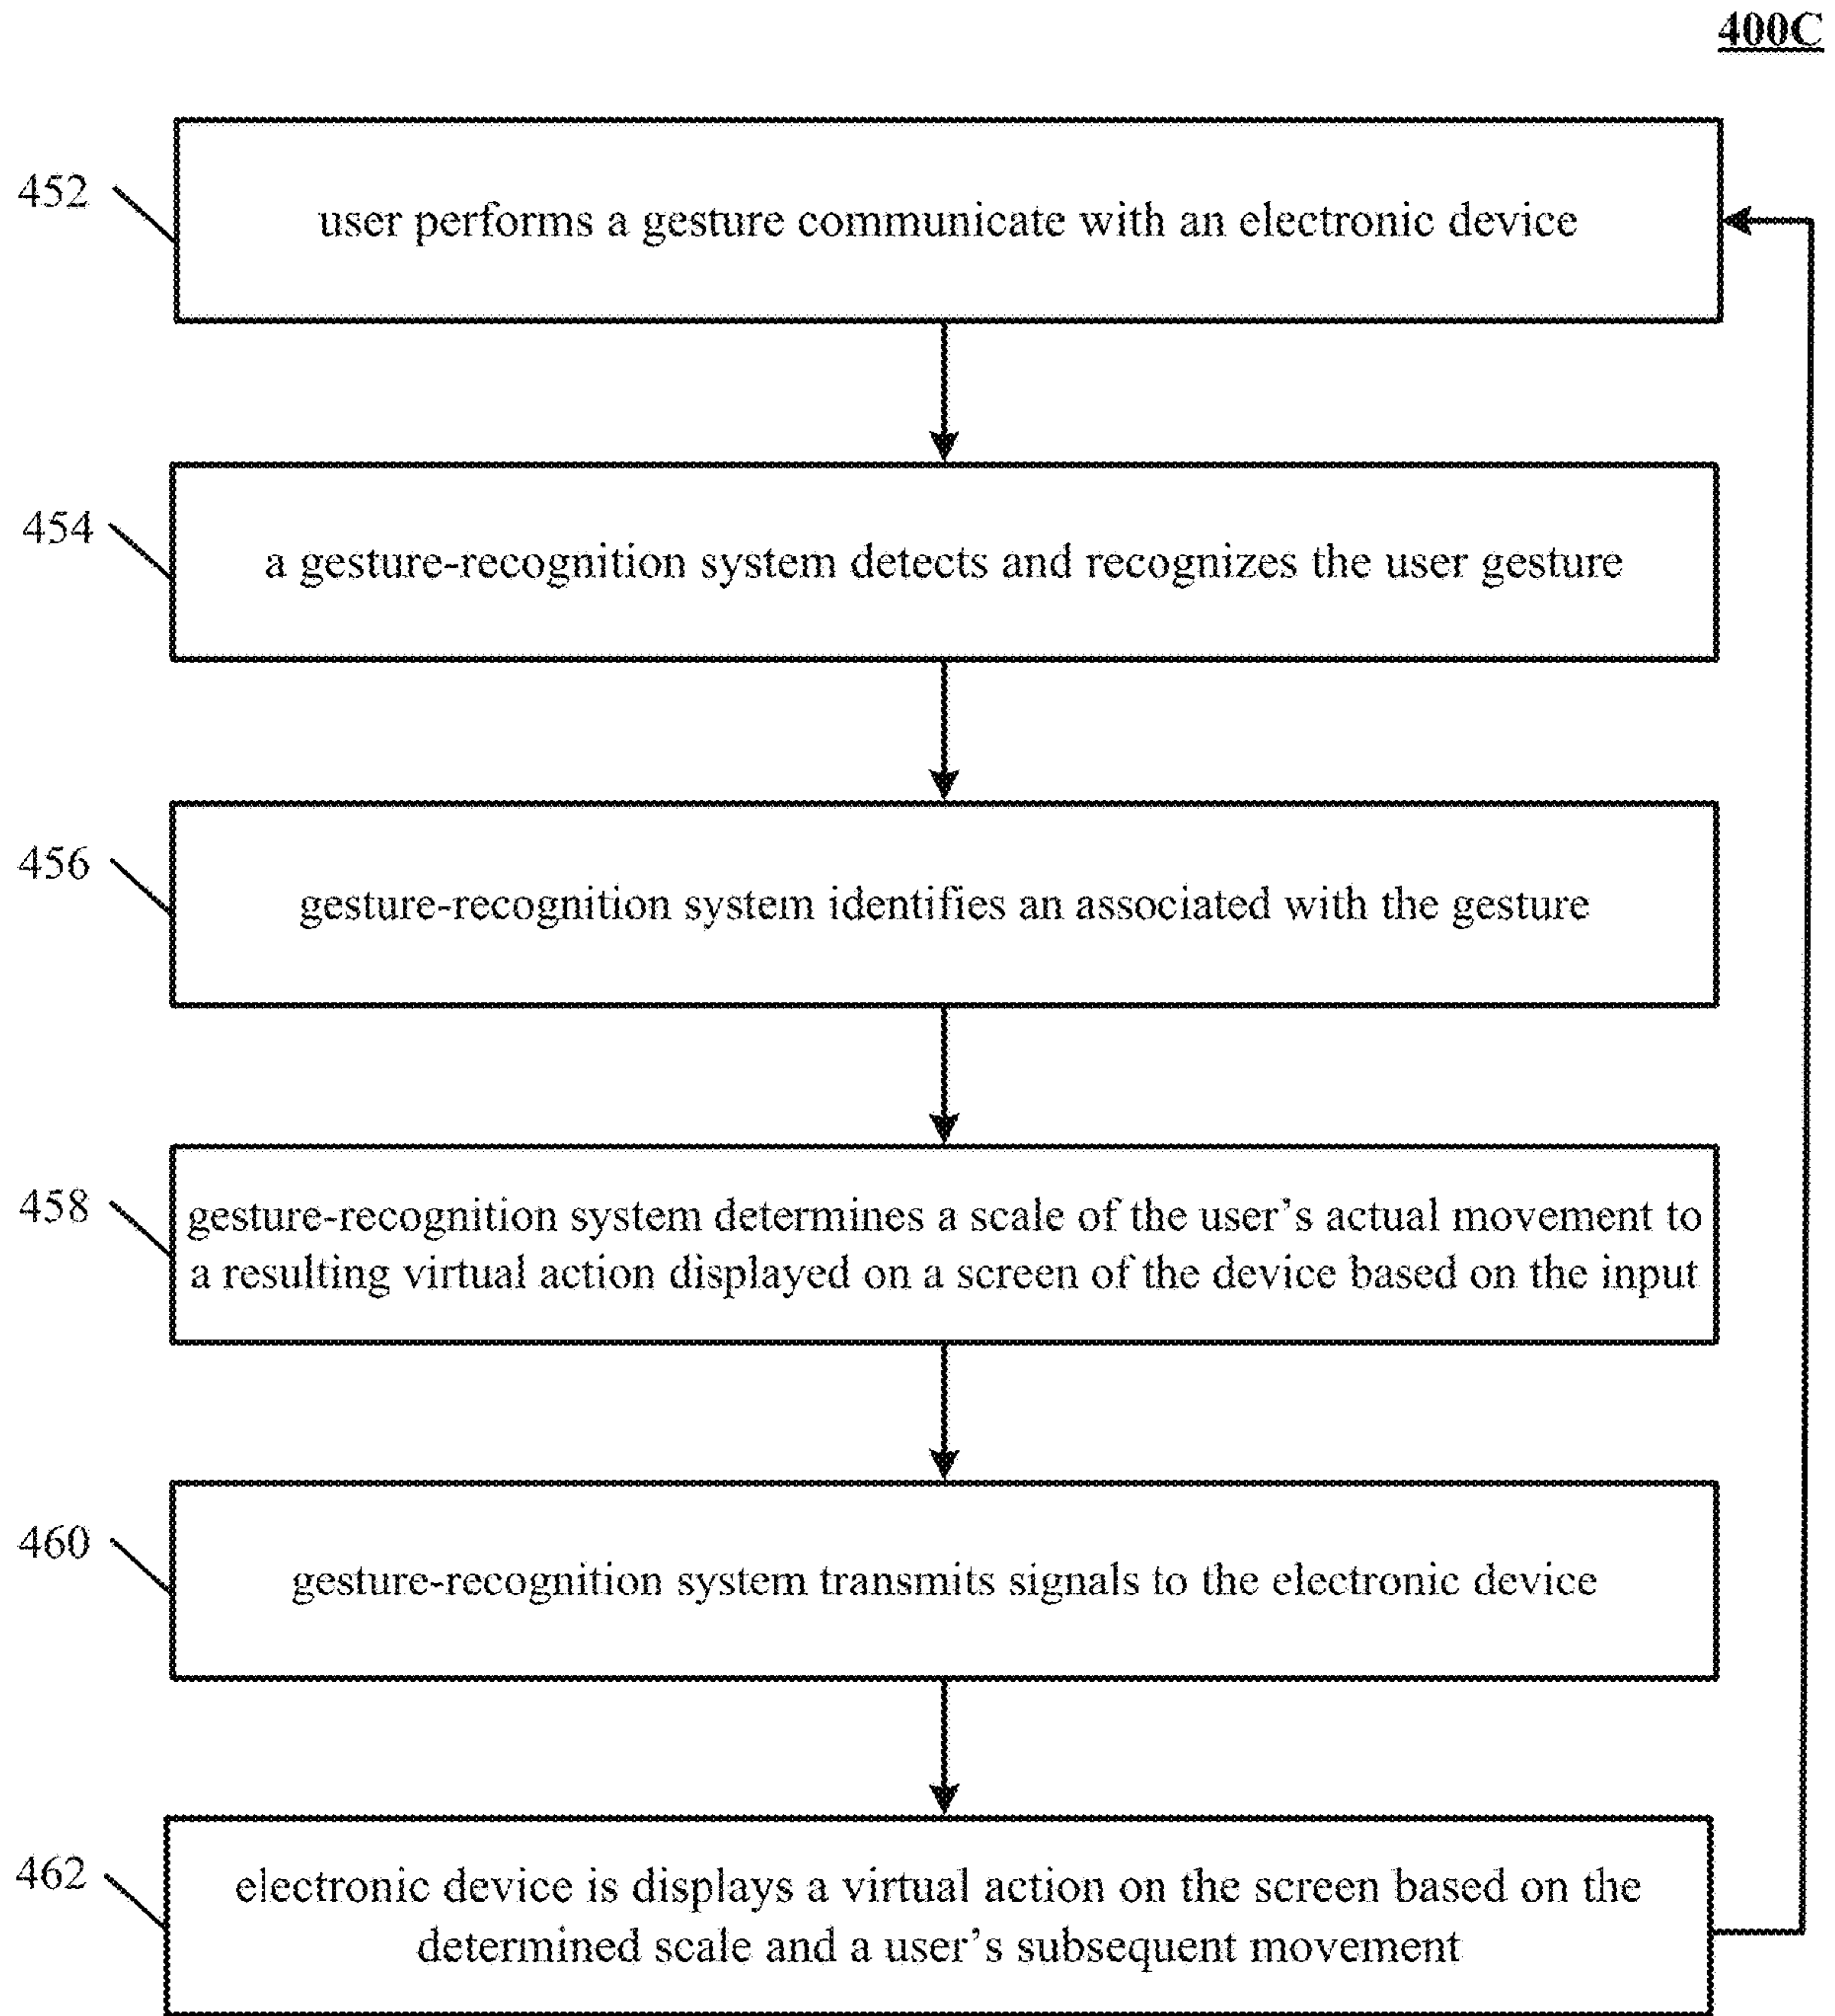 400C
452
user performs a gesture communicate with an electronic device
454
a gesture-recognition system detects and recognizes the user gesture
456
gesture-recognition system identifies an associated with the gesture
458
gesture-recognition system determines a scale of the user's actual movement to
a resulting virtual action displayed on a screen of the device based on the input
460
gesture-recognition system transmits signals to the electronic device
462
electronic device is displays a virtual action on the screen based on the
determined scale and a user's subsequent movement